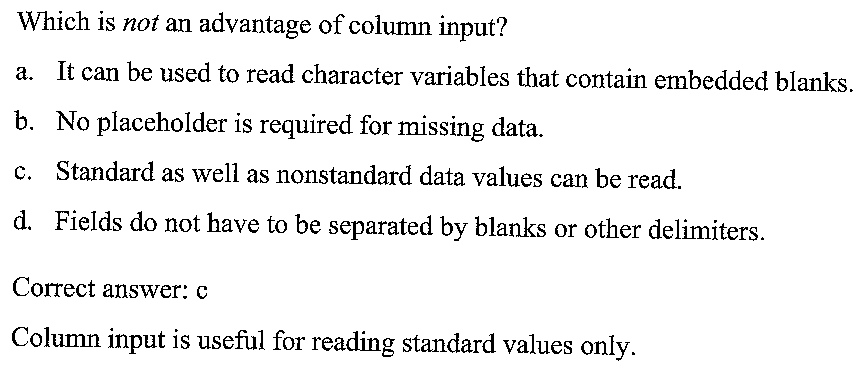 Which is not an advantage of column input?
a. It can be used to read character variables that contain embedded blanks.
b. No placeholder is required for missing data.
c. Standard as well as nonstandard data values can be read.
d. Fields do not have to be separated by blanks or other delimiters.
Correct answer: c
Column input is useful for reading standard values only.